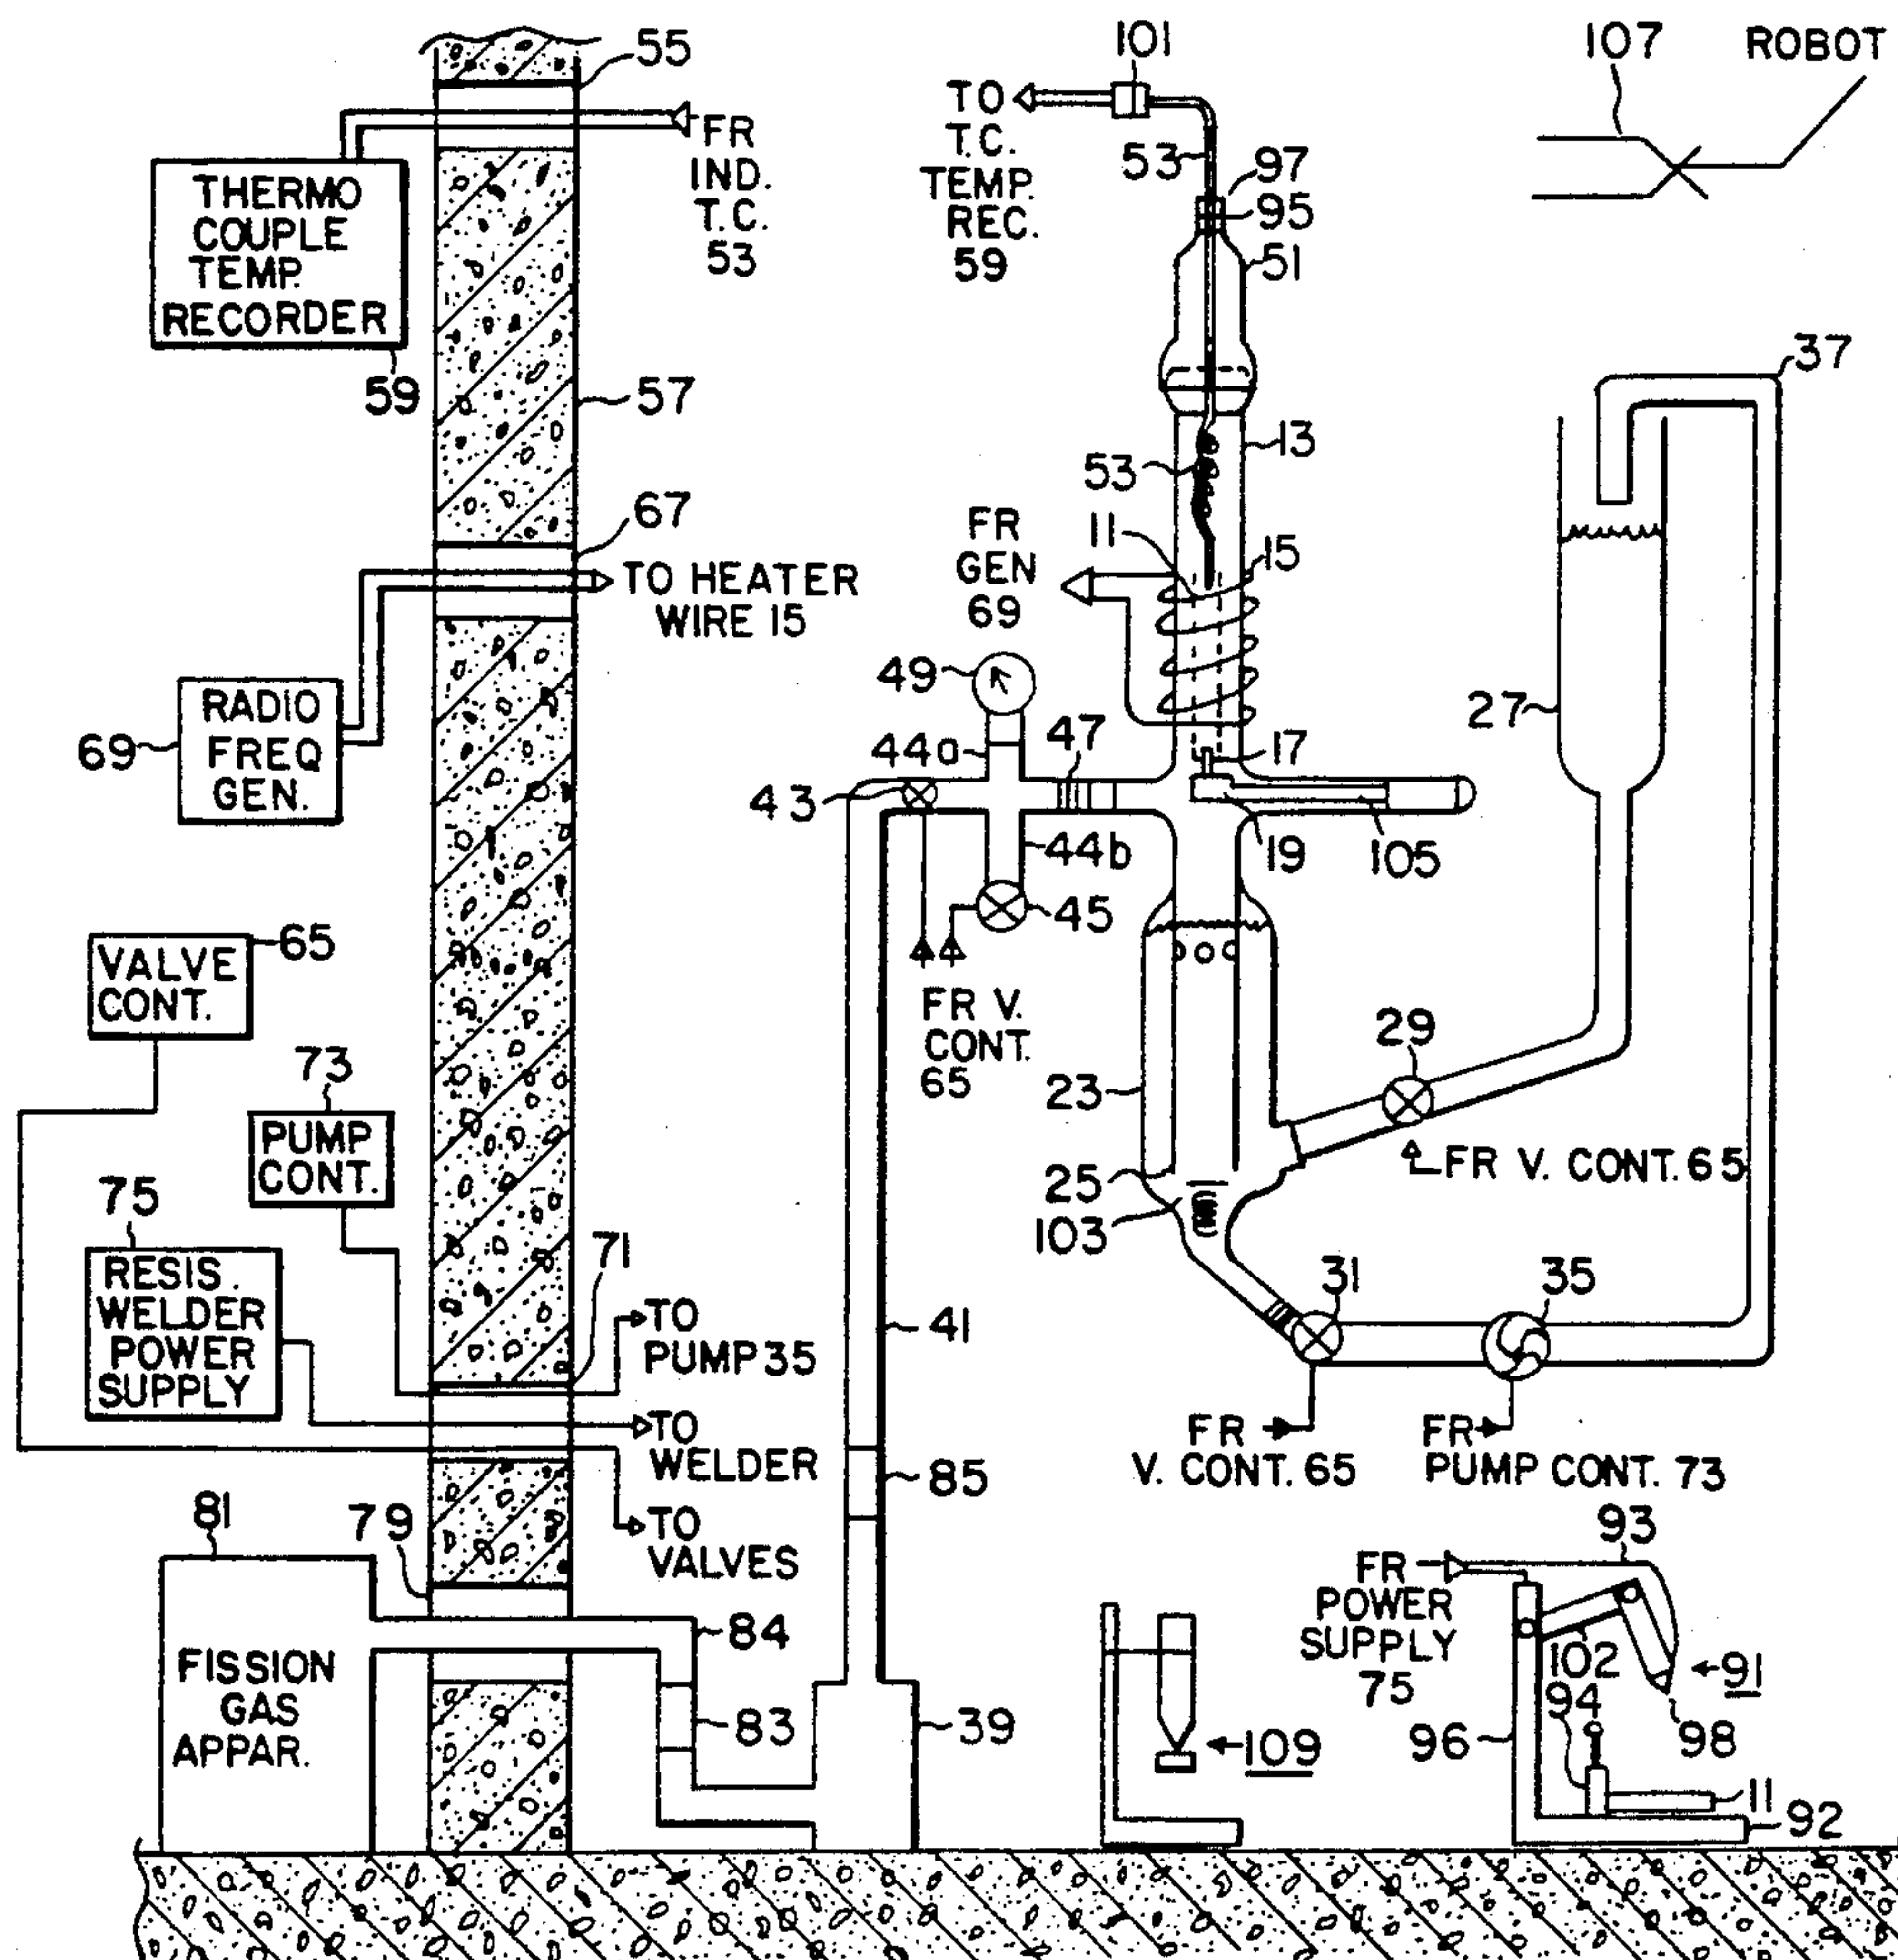 55
FR
IND.
T.C.
53
THERMO
COUPLE
TEMP.
RECORDER
59
57
67
TO HEATER
WIRE 15
RADIO
FREQ
GEN.
69
65
VALVE
CONT.
73
PUMP
CONT.
75
RESIS.
WELDER
POWER
SUPPLY
71
TO
PUMP 35
TO
WELDER
TO
VALVES
81
79
FISSION
GAS
APPAR.
84
83
39
85
41
101
TO
T.C.
TEMP.
REC.
59
53
97
95
51
13
53
11
15
FR
GEN
69
49
44a
47
43
44b
45
17
19
105
FR V.
CONT.
65
23
25
103
107
ROBOT
37
27
29
FR V. CONT. 65
31
35
FR
V. CONT. 65
FR
PUMP CONT. 73
109
93
FR
POWER
SUPPLY
75
102
91
94
98
96
11
92